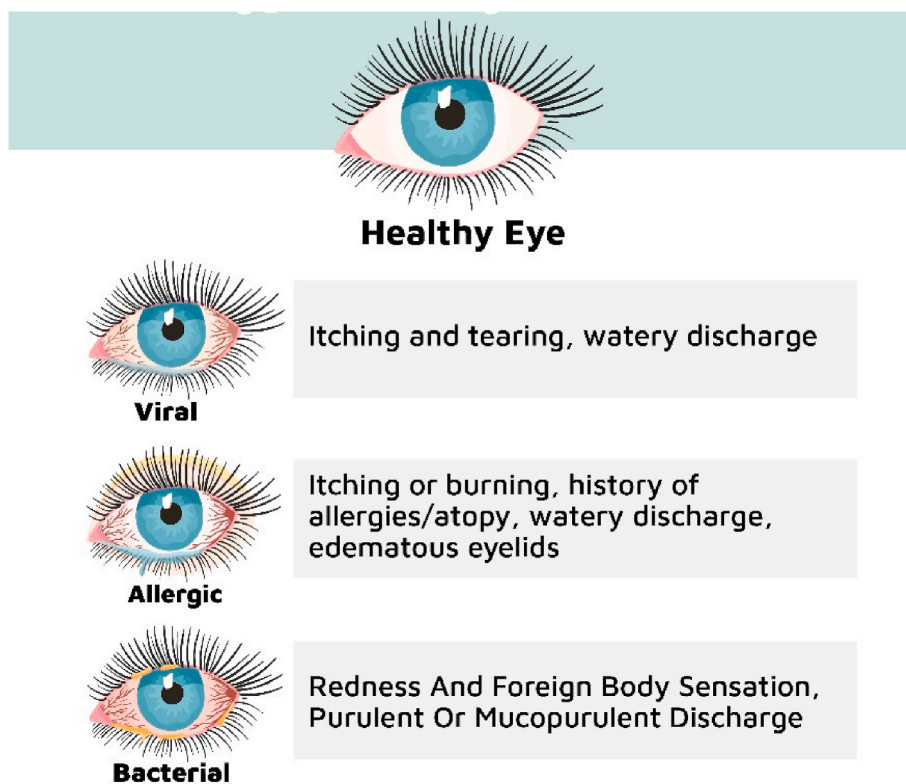 Healthy Eye
Itching and tearing, watery discharge
Viral
Itching or burning, history of
allergies/atopy, watery discharge,
edematous eyelids
Allergic
Redness And Foreign Body Sensation,
Purulent Or Mucopurulent Discharge
Bacterial